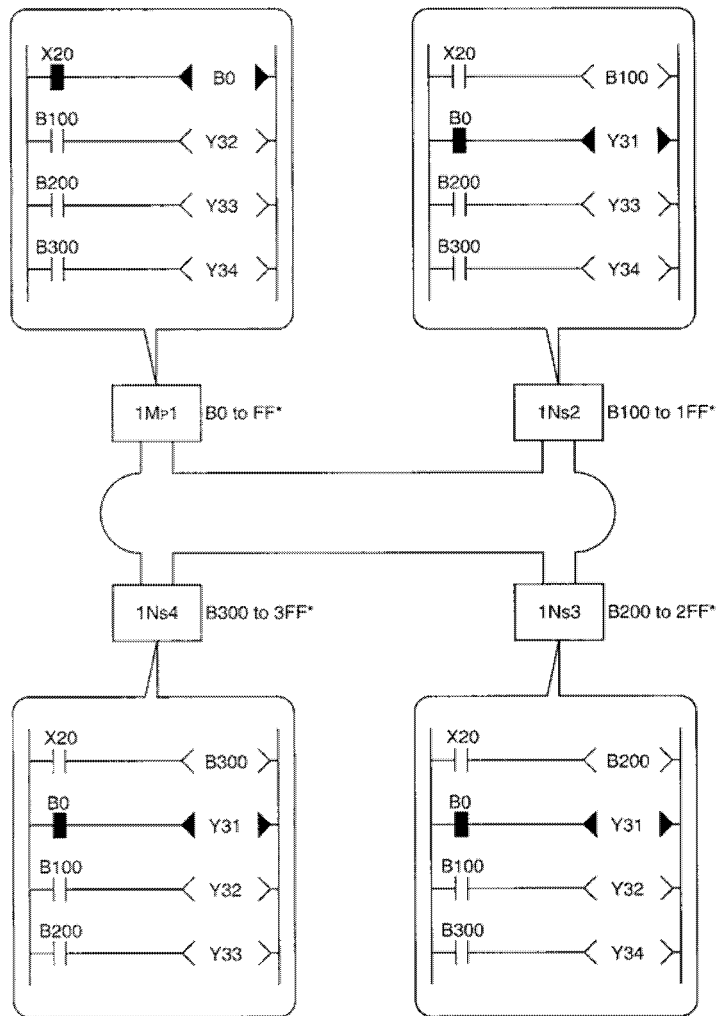 X20
B0
B100
Y32
B200
Y33
B300
Y34
X20
B100
B0
Y31
B200
Y33
B300
Y34
1MP1
B0 to FF*
1Ns2
B100 to 1FF*
1Ns4
B300 to 3FF*
1Ns3
B200 to 2FF*
X20
B300
B0
Y31
B100
Y32
B200
Y33
X20
B200
B0
Y31
B100
Y32
B300
Y34